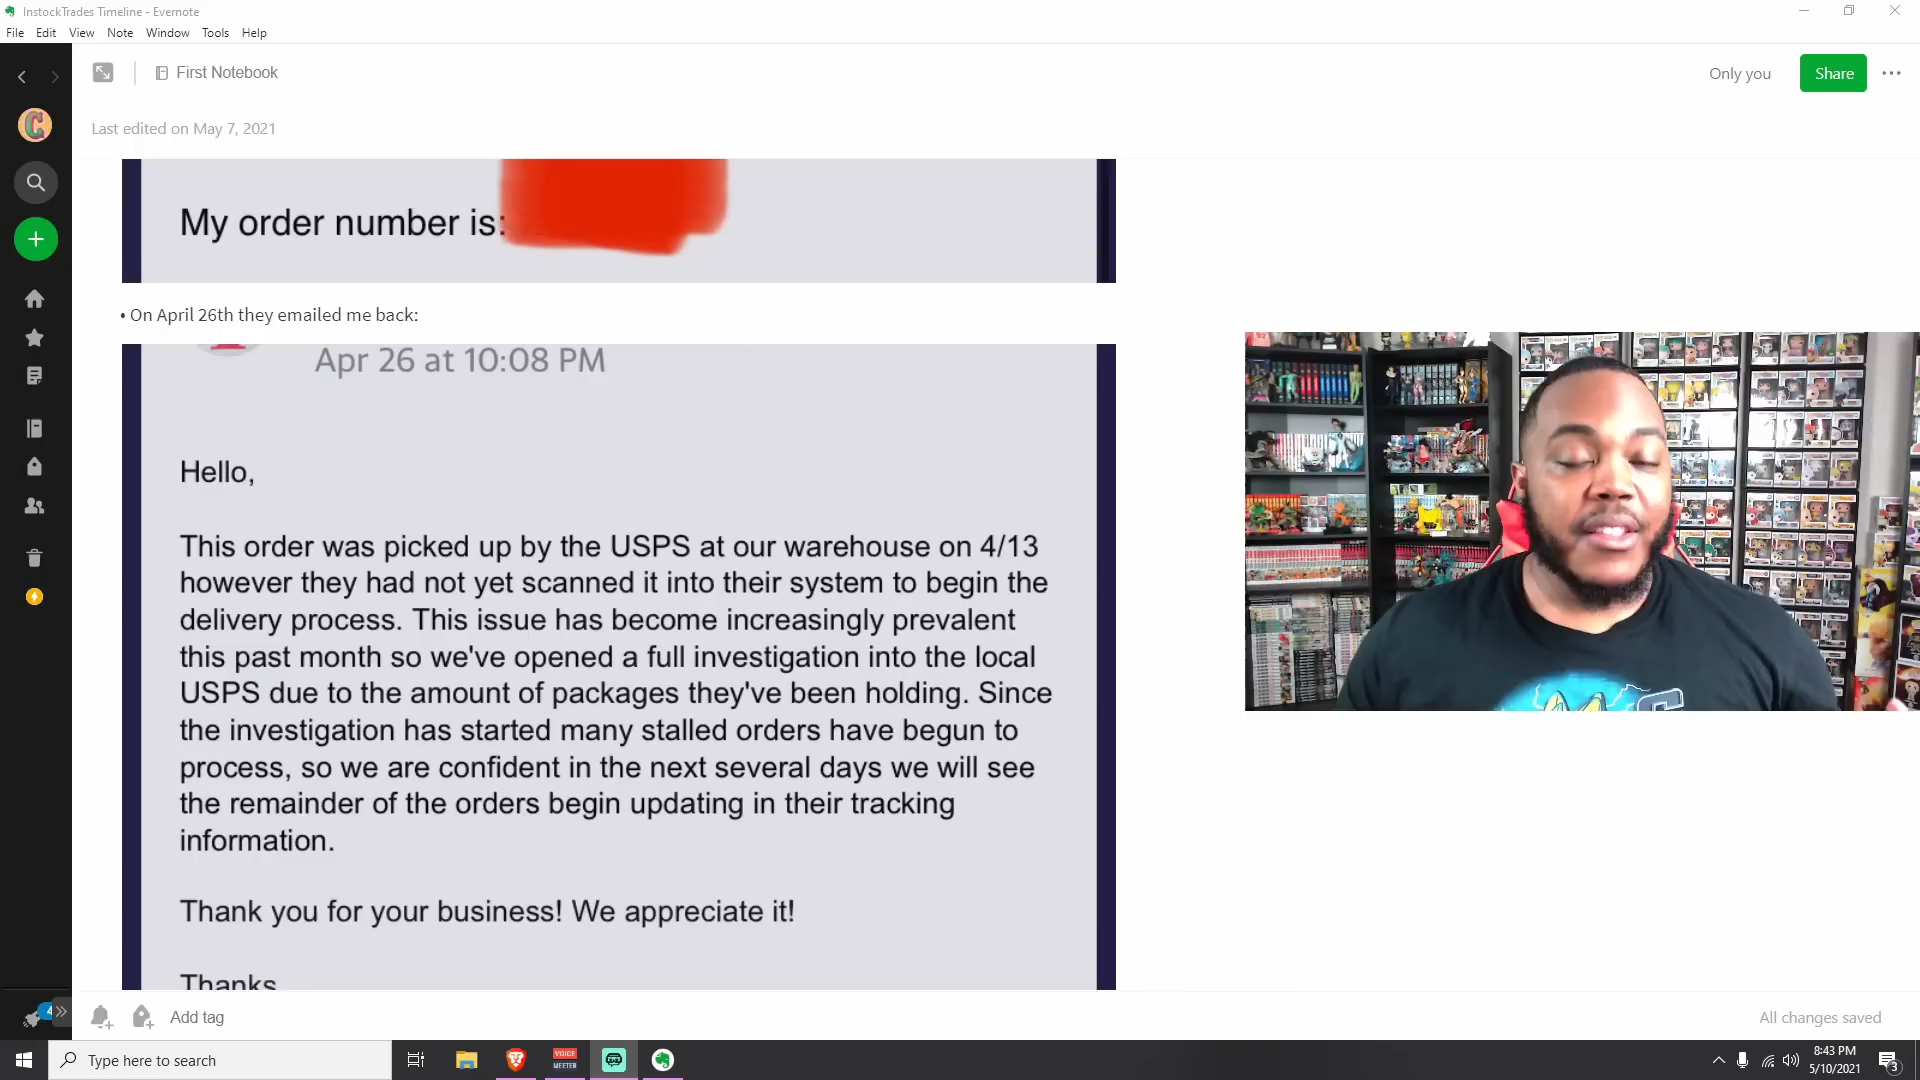 InstockTrades Timeline - Evernote
File Edit View Note Window Tools Help
First Notebook
Only you
Share
Last edited on May 7, 2021
My order number is:
• On April 26th they emailed me back:
Apr 26 at 10:08 PM
Hello,
This order was picked up by the USPS at our warehouse on 4/13
however they had not yet scanned it into their system to begin the
delivery process. This issue has become increasingly prevalent
this past month so we've opened a full investigation into the local
USPS due to the amount of packages they've been holding. Since
the investigation has started many stalled orders have begun to
process, so we are confident in the next several days we will see
the remainder of the orders begin updating in their tracking
information.
Thank you for your business! We appreciate it!
Thanks
4
Add tag
All changes saved
Type here to search
VOICE
MEETER
8:43 PM
5/10/2021
3